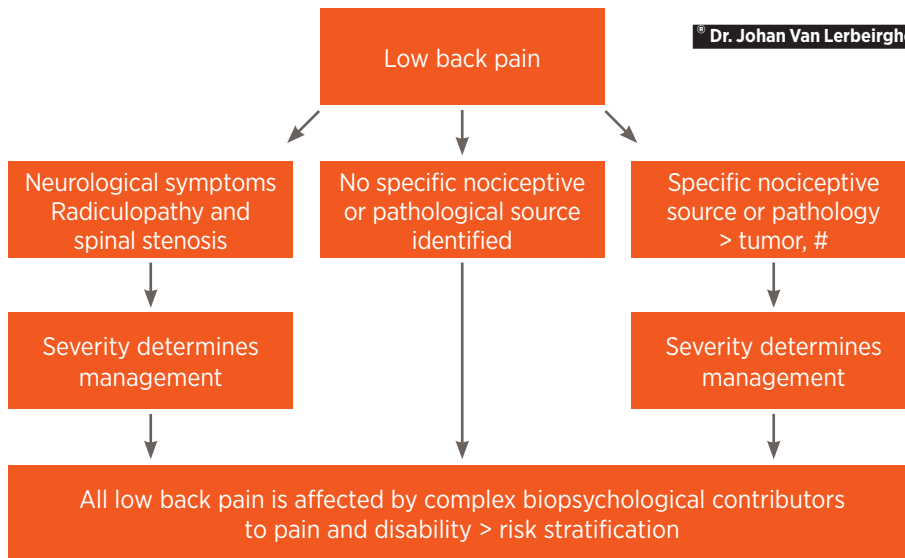 Low back pain
® Dr. Johan Van Lerbeirghe
Neurological symptoms
Radiculopathy and
spinal stenosis
No specific nociceptive
or pathological source
identified
Specific nociceptive
source or pathology
> tumor, #
Severity determines
management
Severity determines
management
All low back pain is affected by complex biopsychological contributors
to pain and disability > risk stratification